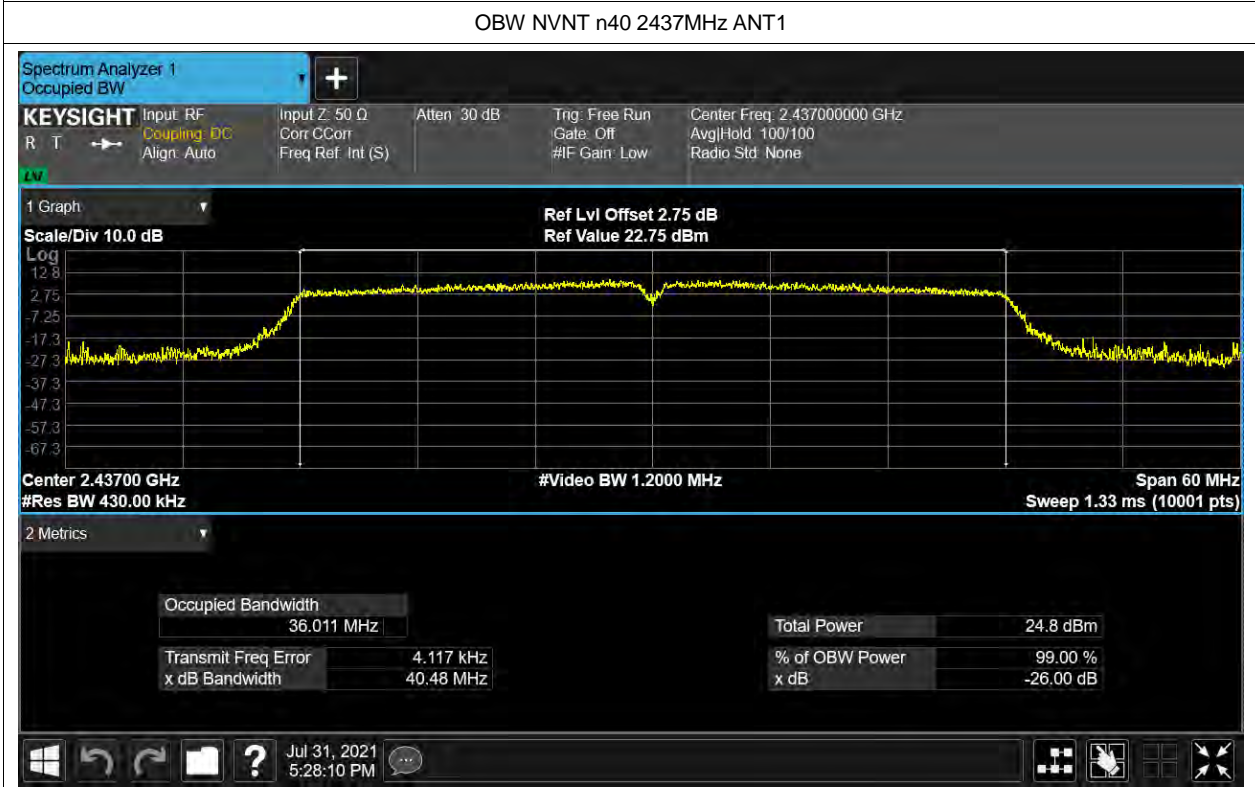 OBW NVNT n40 2437MHz ANT1
Spectrum Analyzer 1
Occupied BW
+
KEYSIGHT Input: RF Input Z: 50 Ω Atten: 30 dB Trig: Free Run Center Freq: 2.437000000 GHz
R T Coupling: DC Corr CCorr Gate: Off Avg|Hold: 100/100
Align: Auto Freq Ref: Int (S) #IF Gain: Low Radio Std: None
1 Graph
Ref Lvl Offset 2.75 dB
Scale/Div 10.0 dB Ref Value 22.75 dBm
Log
12.8
2.75
-7.25
-17.3
-27.3
-37.3
-47.3
-57.3
-67.3
Center 2.43700 GHz #Video BW 1.2000 MHz Span 60 MHz
#Res BW 430.00 kHz Sweep 1.33 ms (10001 pts)
2 Metrics
Occupied Bandwidth
36.011 MHz Total Power 24.8 dBm
Transmit Freq Error 4.117 kHz % of OBW Power 99.00 %
x dB Bandwidth 40.48 MHz x dB -26.00 dB
? Jul 31, 2021
5:28:10 PM